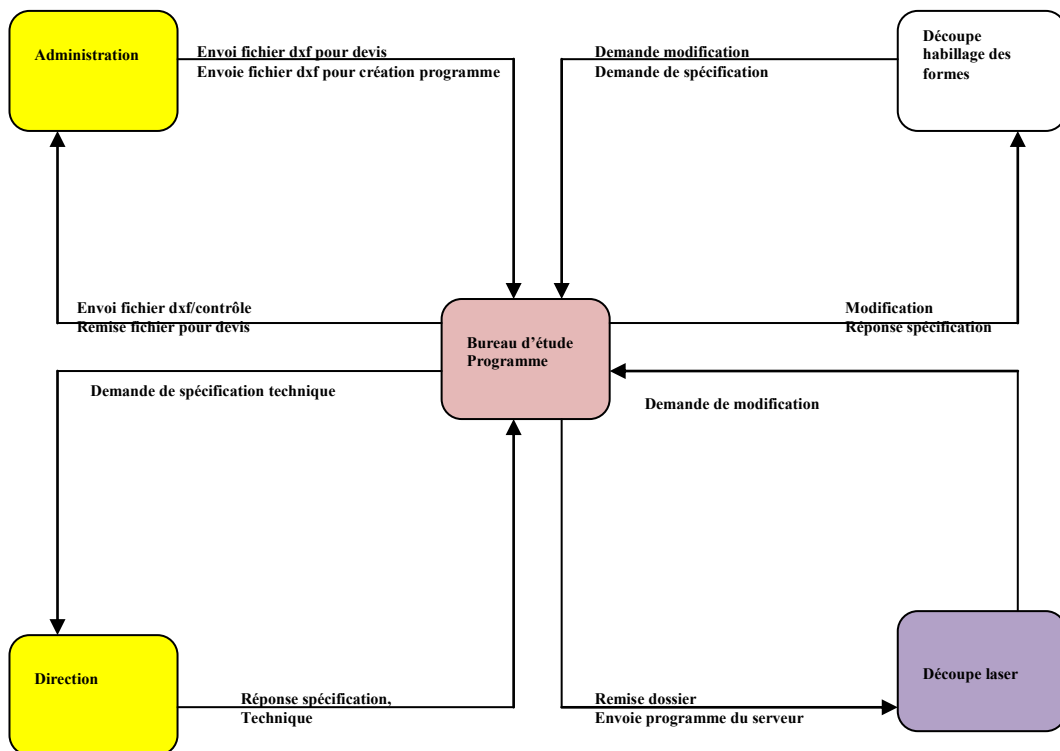 Administration
Envoi fichier dxf pour devis
Envoie fichier dxf pour création programme
Demande modification
Demande de spécification
Découpe
habillage des
formes
Envoi fichier dxf/contrôle
Remise fichier pour devis
Modification
Réponse spécification
Bureau d’étude
Programme
Demande de spécification technique
Demande de modification
Direction
Réponse spécification,
Technique
Remise dossier
Envoie programme du serveur
Découpe laser